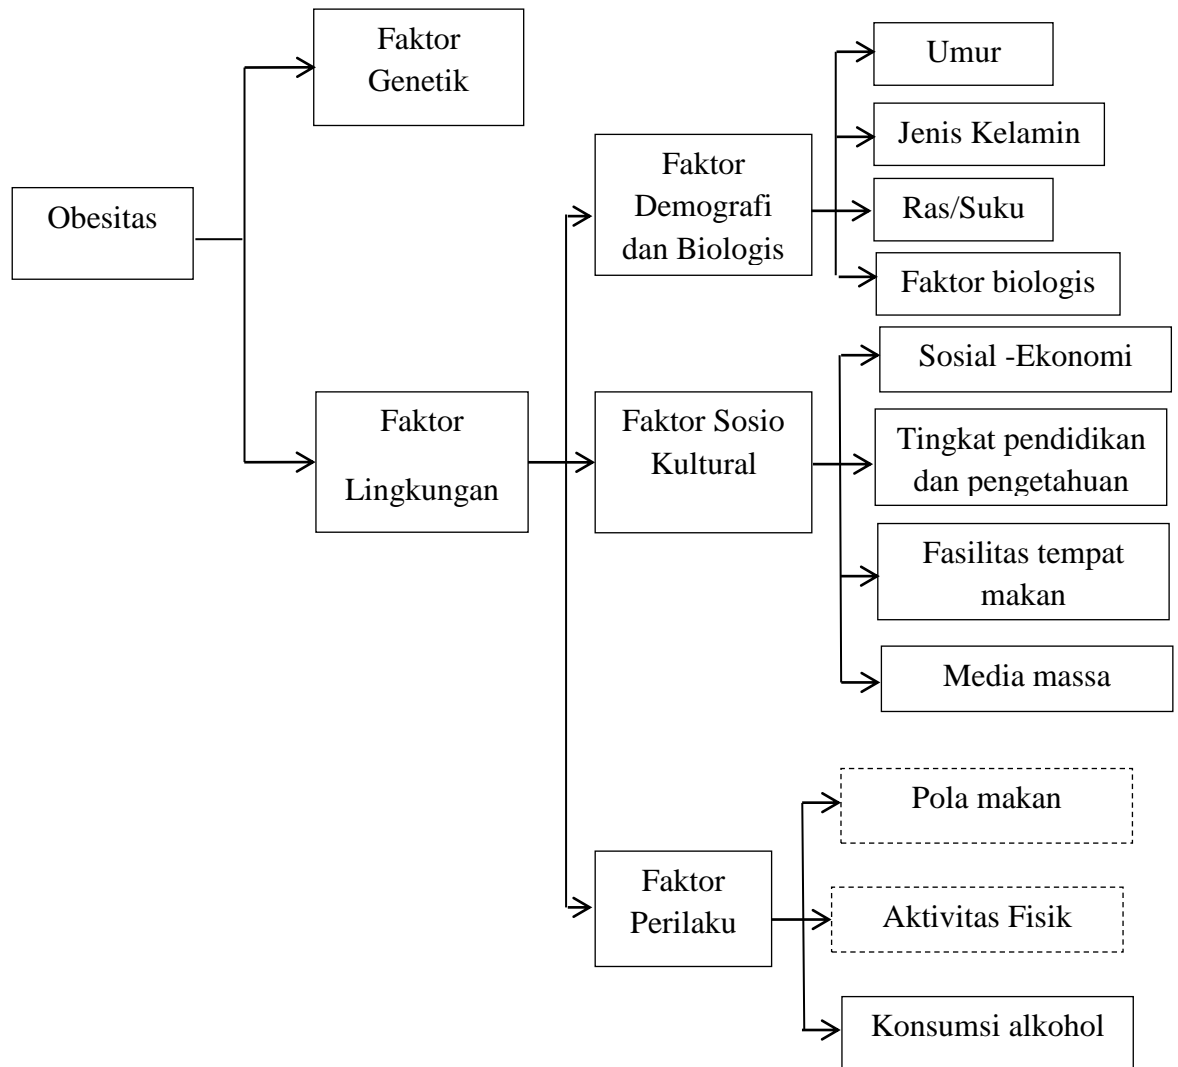 Faktor
Genetik
Umur
Jenis Kelamin
Faktor
Demografi
dan Biologis
Obesitas
Ras/Suku
Faktor biologis
Sosial -Ekonomi
Faktor
Lingkungan
Faktor Sosio
Kultural
Tingkat pendidikan
dan pengetahuan
Fasilitas tempat
makan
Media massa
Pola makan
Faktor
Perilaku
Aktivitas Fisik
Konsumsi alkohol